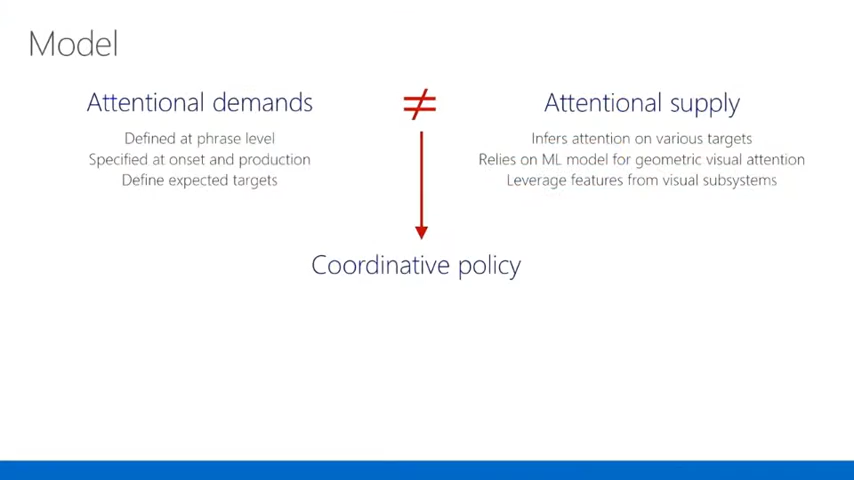 Model
Attentional demands
Defined at phrase level
Specified at onset and production
Define expected targets
≠
Attentional supply
Infers attention on various targets
Relies on ML model for geometric visual attention
Leverage features from visual subsystems
Coordinative policy